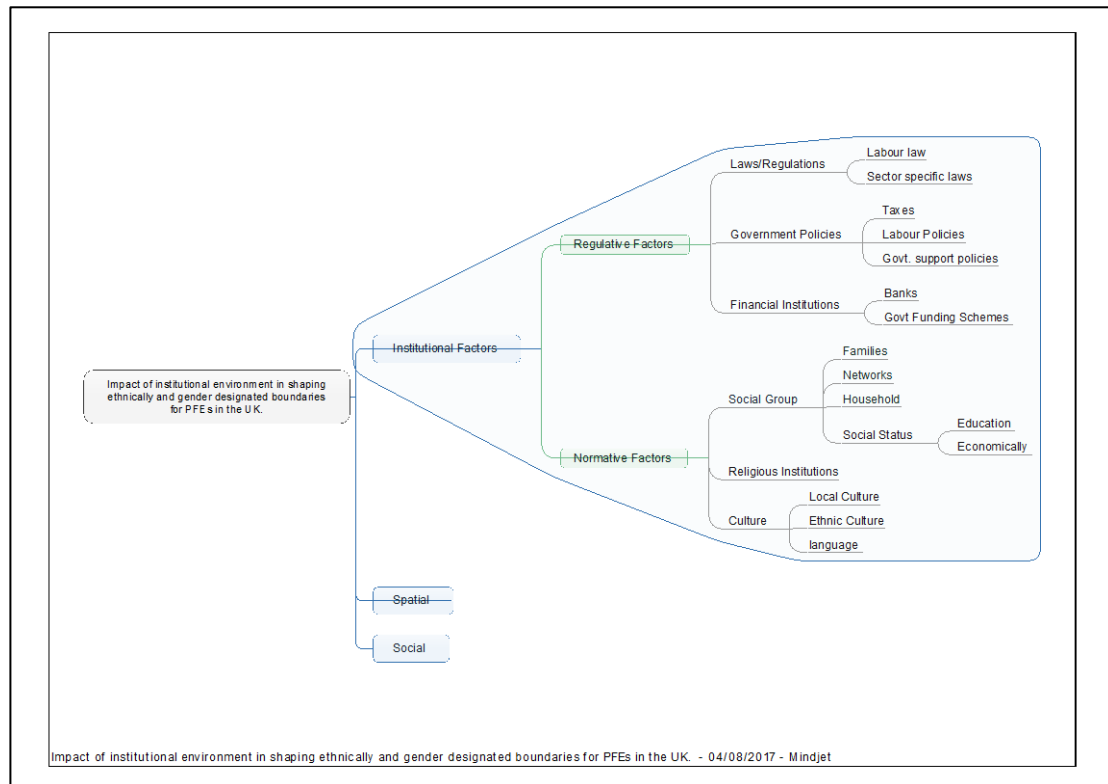 Impact of institutional environment in shaping
ethnically and gender designated boundaries
for PFEs in the UK.
Institutional Factors
Regulative Factors
Laws/Regulations
Labour law
Sector specific laws
Government Policies
Taxes
Labour Policies
Govt. support policies
Financial Institutions
Banks
Govt Funding Schemes
Normative Factors
Social Group
Families
Networks
Household
Social Status
Education
Economically
Religious Institutions
Culture
Local Culture
Ethnic Culture
language
Spatial
Social
Impact of institutional environment in shaping ethnically and gender designated boundaries for PFEs in the UK. - 04/08/2017 - Mindjet